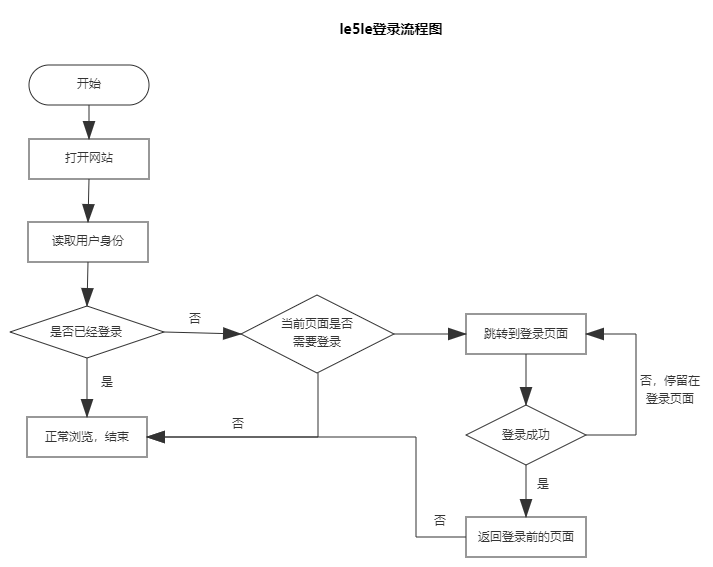 le5le登录流程图
开始
打开网站
读取用户身份
是否已经登录
否
当前页面是否
需要登录
跳转到登录页面
是
否，停留在
登录页面
正常浏览，结束
否
登录成功
是
否
返回登录前的页面